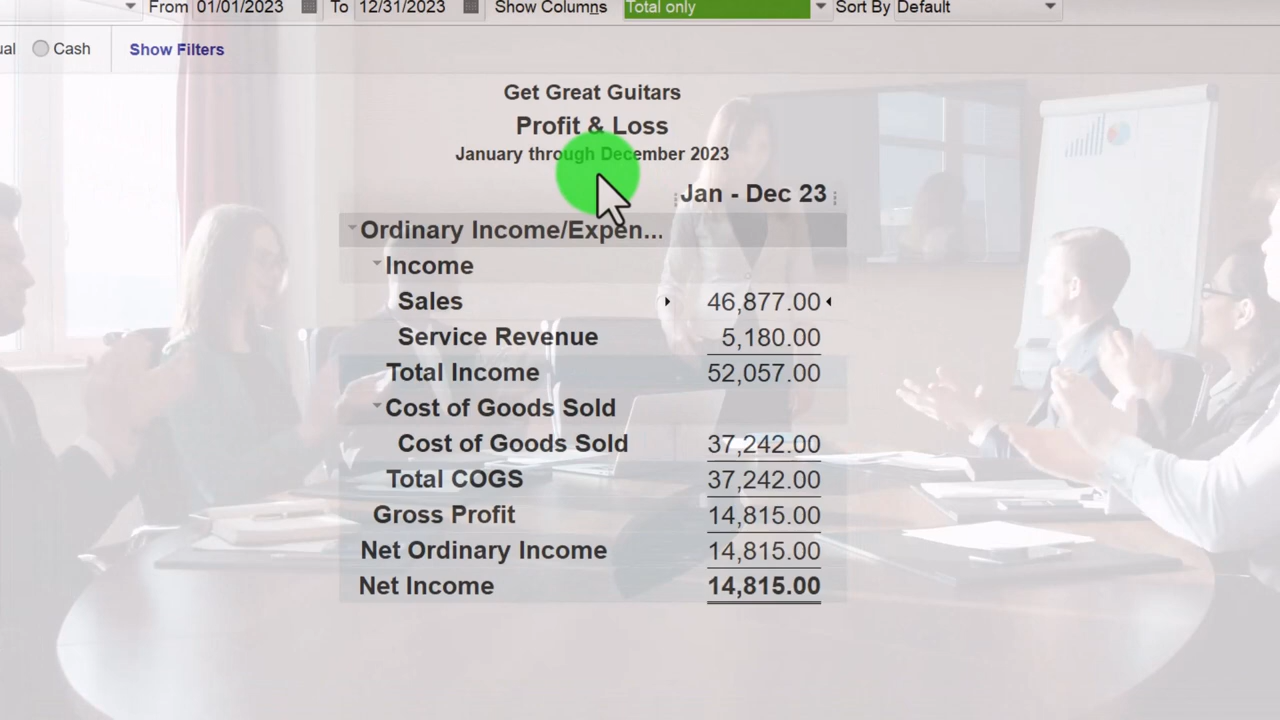 From 01/01/2023 To 12/31/2023 Show Columns Total only Sort By Default
ual Cash Show Filters
Get Great Guitars
Profit & Loss
January through December 2023
Jan - Dec 23
Ordinary Income/Expen...
Income
Sales 46,877.00
Service Revenue 5,180.00
Total Income 52,057.00
Cost of Goods Sold
Cost of Goods Sold 37,242.00
Total COGS 37,242.00
Gross Profit 14,815.00
Net Ordinary Income 14,815.00
Net Income 14,815.00